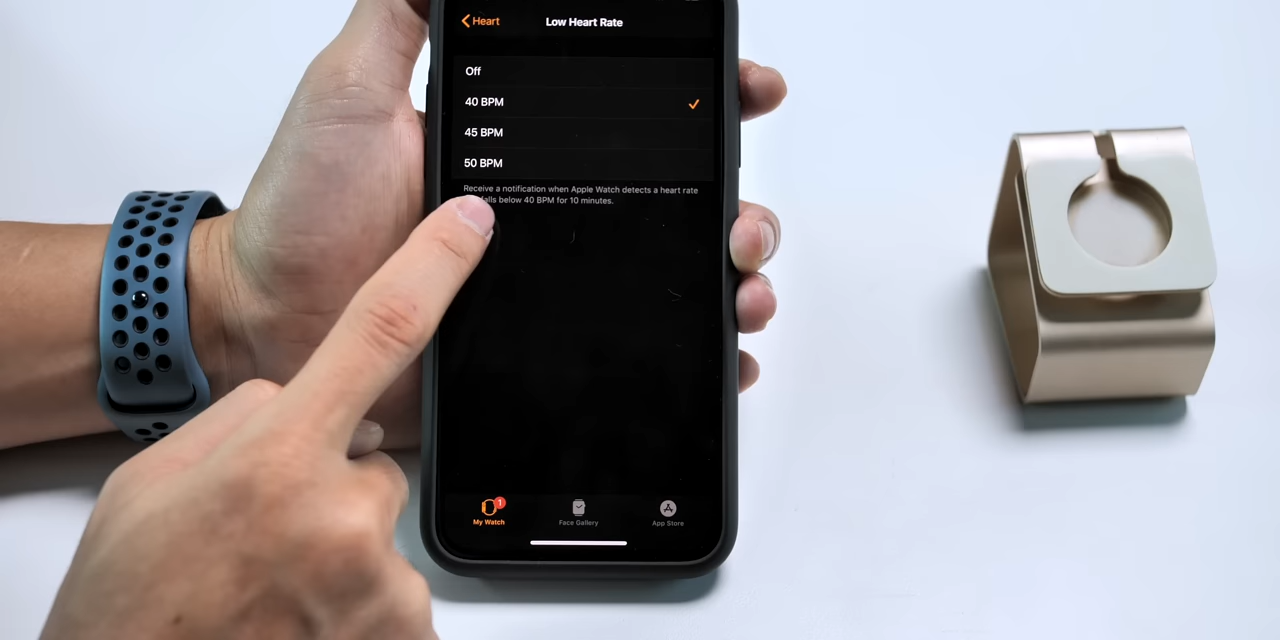 Heart
Low Heart Rate
Off
40 BPM
45 BPM
50 BPM
Receive a notification when Apple Watch detects a heart rate
falls below 40 BPM for 10 minutes.
1
My Watch
Face Gallery
App Store